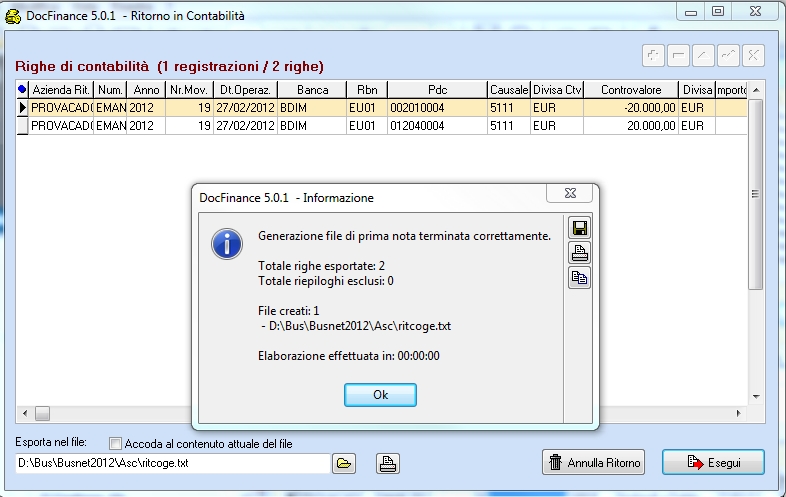 DocFinance 5.0.1 - Ritorno in Contabilità
Righe di contabilità (1 registrazioni / 2 righe)
Azienda Rit. Num. Anno Nr.Mov. Dt.Operaz. Banca Rbn Pdc Causale Divisa Ctv Controvalore Divisa mporto
PROVACADO EMAN 2012 19 27/02/2012 BDIM EU01 002010004 5111 EUR -20.000,00 EUR
PROVACADO EMAN 2012 19 27/02/2012 BDIM EU01 012040004 5111 EUR 20.000,00 EUR
DocFinance 5.0.1 - Informazione
Generazione file di prima nota terminata correttamente.
Totale righe esportate: 2
Totale riepiloghi esclusi: 0
File creati: 1
- D:\Bus\Busnet2012\Asc\ritcoge.txt
Elaborazione effettuata in: 00:00:00
Ok
Esporta nel file: Accoda al contenuto attuale del file
D:\Bus\Busnet2012\Asc\ritcoge.txt
Annulla Ritorno
Esegui